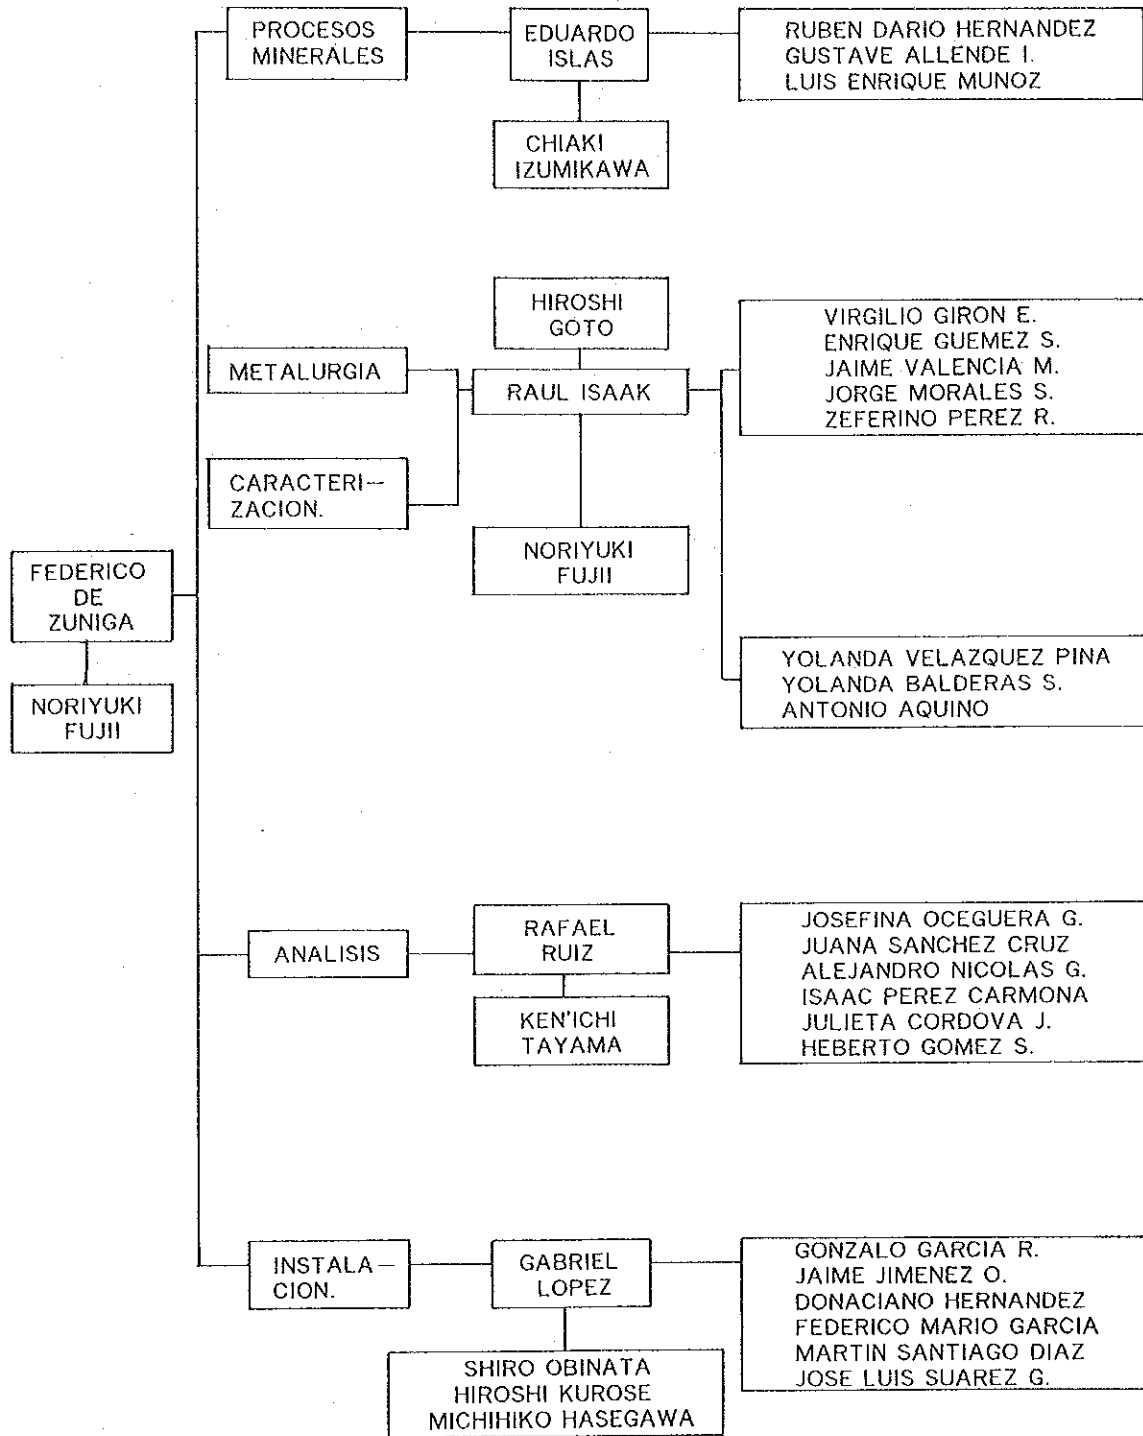 PROCESOS
MINERALES
EDUARDO
ISLAS
RUBEN DARIO HERNANDEZ
GUSTAVE ALLENDE I.
LUIS ENRIQUE MUNOZ
CHIAKI
IZUMIKAWA
HIROSHI
GOTO
METALURGIA
RAUL ISAAK
VIRGILIO GIRON E.
ENRIQUE GUEMEZ S.
JAIME VALENCIA M.
JORGE MORALES S.
ZEFERINO PEREZ R.
CARACTERI-
ZACION.
NORIYUKI
FUJII
FEDERICO
DE
ZUNIGA
NORIYUKI
FUJII
YOLANDA VELAZQUEZ PINA
YOLANDA BALDERAS S.
ANTONIO AQUINO
ANALISIS
RAFAEL
RUIZ
KEN'ICHI
TAYAMA
JOSEFINA OCEGUERA G.
JUANA SANCHEZ CRUZ
ALEJANDRO NICOLAS G.
ISAAC PEREZ CARMONA
JULIETA CORDOVA J.
HEBERTO GOMEZ S.
INSTALA-
CION.
GABRIEL
LOPEZ
GONZALO GARCIA R.
JAIME JIMENEZ O.
DONACIANO HERNANDEZ
FEDERICO MARIO GARCIA
MARTIN SANTIAGO DIAZ
JOSE LUIS SUAREZ G.
SHIRO OBINATA
HIROSHI KUROSE
MICHIHIKO HASEGAWA